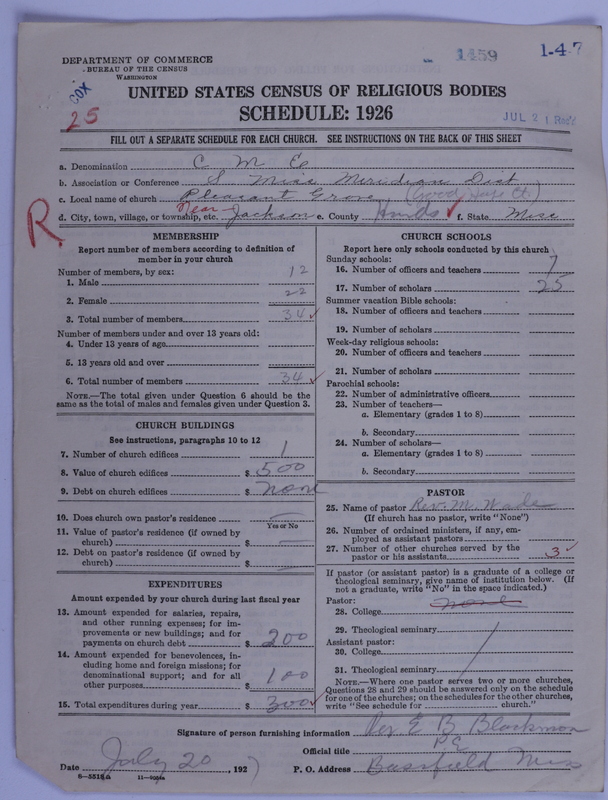 1459
1-47
DEPARTMENT OF COMMERCE
BUREAU OF THE CENSUS
WASHINGTON
COX
25
UNITED STATES CENSUS OF RELIGIOUS BODIES
SCHEDULE: 1926
JUL 21
FILL OUT A SEPARATE SCHEDULE FOR EACH CHURCH. SEE INSTRUCTIONS ON THE BACK OF THIS SHEET
a. Denomination C M E
b. Association or Conference S Miss Meridian Dist
c. Local name of church Pleasant Grove
R.
d. City, town, village, or township, etc. Near Jackson e. County Hinds f. State Miss
MEMBERSHIP
Report number of members according to definition of
member in your church
Number of members, by sex:
1. Male 12
2. Female 22
3. Total number of members 34
Number of members under and over 13 years old:
4. Under 13 years of age
5. 13 years old and over
6. Total number of members 34
NOTE.—The total given under Question 6 should be the
same as the total of males and females given under Question 3.
CHURCH BUILDINGS
See instructions, paragraphs 10 to 12
7. Number of church edifices 1
8. Value of church edifices $ 500
9. Debt on church edifices $ none
10. Does church own pastor's residence
Yes or No
11. Value of pastor's residence (if owned by
church) $
12. Debt on pastor's residence (if owned by
church) $
EXPENDITURES
Amount expended by your church during last fiscal year
13. Amount expended for salaries, repairs,
and other running expenses; for im-
provements or new buildings; and for
payments on church debt $ 200
14. Amount expended for benevolences, in-
cluding home and foreign missions; for
denominational support; and for all
other purposes $ 100
15. Total expenditures during year $ 300
CHURCH SCHOOLS
Report here only schools conducted by this church
Sunday schools:
16. Number of officers and teachers 7
17. Number of scholars 25
Summer vacation Bible schools:
18. Number of officers and teachers
19. Number of scholars
Week-day religious schools:
20. Number of officers and teachers
21. Number of scholars
Parochial schools:
22. Number of administrative officers
23. Number of teachers—
a. Elementary (grades 1 to 8)
b. Secondary
24. Number of scholars—
a. Elementary (grades 1 to 8)
b. Secondary
PASTOR
25. Name of pastor Rev. M. Wade
(If church has no pastor, write "None")
26. Number of ordained ministers, if any, em-
ployed as assistant pastors
27. Number of other churches served by the
pastor or his assistants 3
If pastor (or assistant pastor) is a graduate of a college or
theological seminary, give name of institution below. (If
not a graduate, write "No" in the space indicated.)
Pastor: none
28. College
29. Theological seminary
Assistant pastor:
30. College
31. Theological seminary
NOTE.—Where one pastor serves two or more churches,
Questions 28 and 29 should be answered only on the schedule
for one of the churches; on the schedules for the other churches,
write "See schedule for church."
Signature of person furnishing information Rev. E B Blackmon
Official title P.E.
Date July 20, 1927 P. O. Address Bassfield Miss